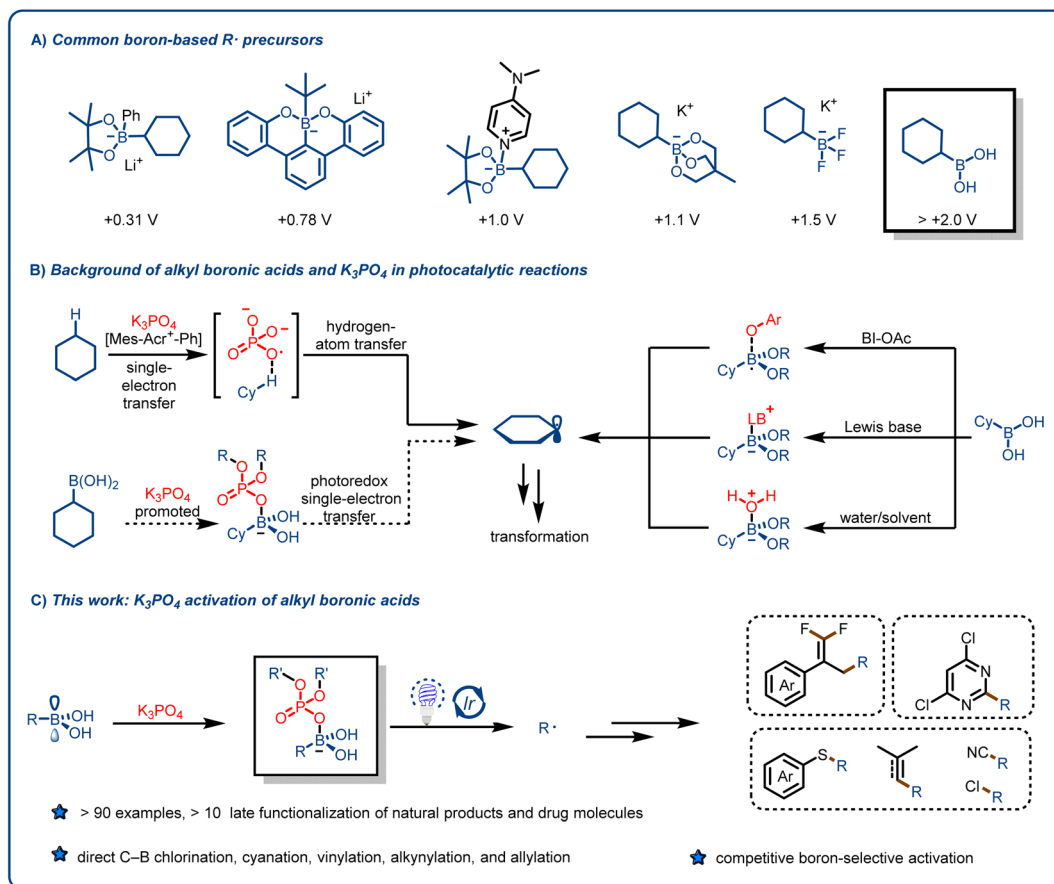 A) Common boron-based R· precursors
Ph
B
−
O
O
Li⁺
+0.31 V
Li⁺
O
B
−
O
+0.78 V
N
N
+
B
−
O
O
+1.0 V
K⁺
B
−
O
O
O
+1.1 V
K⁺
B
−
F
F
F
+1.5 V
B
OH
OH
> +2.0 V
B) Background of alkyl boronic acids and K₃PO₄ in photocatalytic reactions
H
K₃PO₄
[Mes-Acr⁺-Ph]
single-
electron
transfer
−
O
O−
P
O
O·
H
Cy
hydrogen-
atom transfer
B(OH)₂
K₃PO₄
promoted
R
R
O
O
P
O
O
B
−
OH
OH
Cy
photoredox
single-electron
transfer
transformation
Ar
O
Cy
B
OR
OR
BI-OAc
LB⁺
Cy
B
−
OR
OR
Lewis base
H
+
O
H
Cy
B
−
OR
OR
water/solvent
Cy
B
OH
OH
C) This work: K₃PO₄ activation of alkyl boronic acids
R
B
OH
OH
K₃PO₄
R'
R'
O
O
P
O
O
B
−
OH
OH
R
Ir
R·
F
F
R
Ar
Cl
N
N
Cl
R
Ar
S
R
R
NC
R
Cl
R
> 90 examples, > 10 late functionalization of natural products and drug molecules
direct C–B chlorination, cyanation, vinylation, alkynylation, and allylation
competitive boron-selective activation